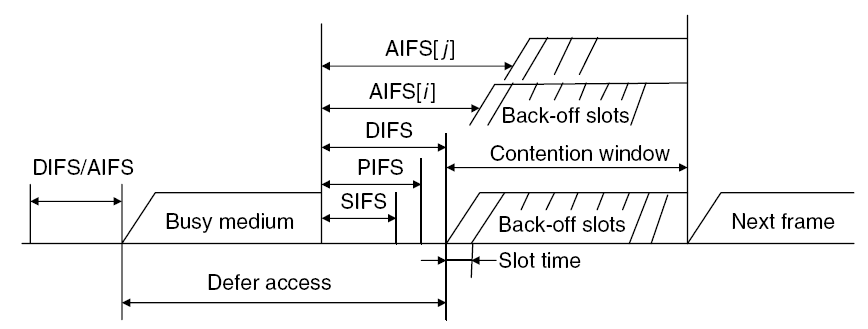 AIFS[j]
AIFS[i]
Back-off slots
DIFS
Contention window
DIFS/AIFS
PIFS
SIFS
Busy medium
Back-off slots
Next frame
Slot time
Defer access